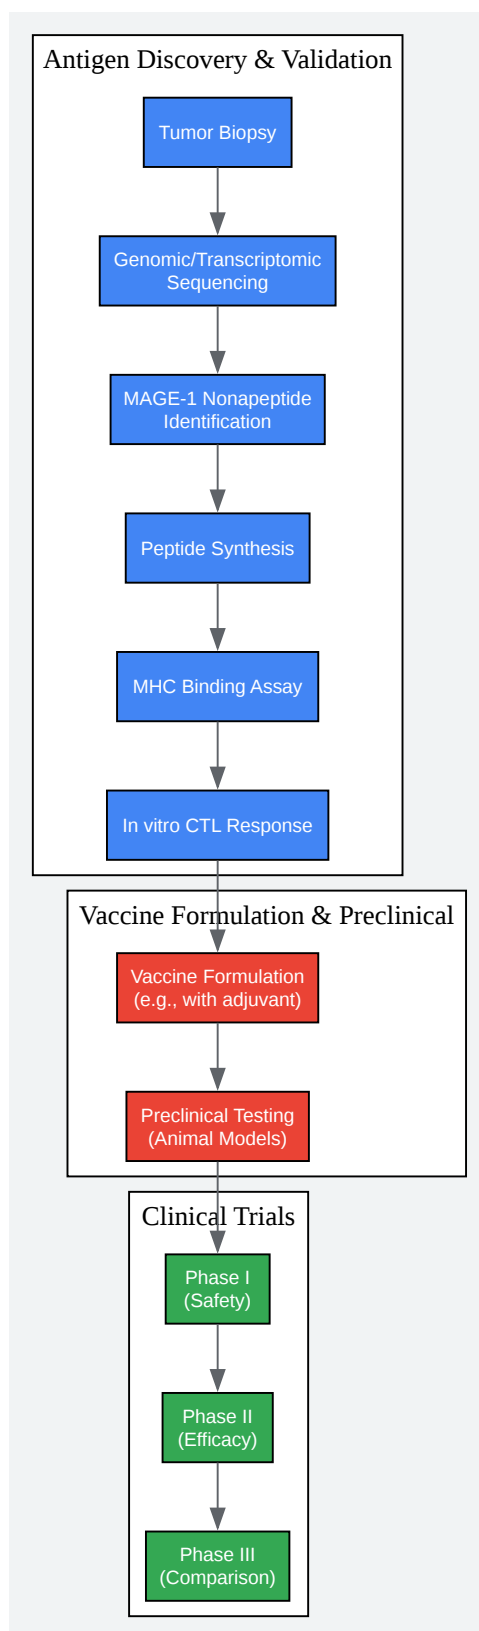 Antigen Discovery & Validation
Tumor Biopsy
Genomic/Transcriptomic
Sequencing
MAGE-1 Nonapeptide
Identification
Peptide Synthesis
MHC Binding Assay
In vitro CTL Response
Vaccine Formulation & Preclinical
Vaccine Formulation
(e.g., with adjuvant)
Preclinical Testing
(Animal Models)
Clinical Trials
Phase I
(Safety)
Phase II
(Efficacy)
Phase III
(Comparison)